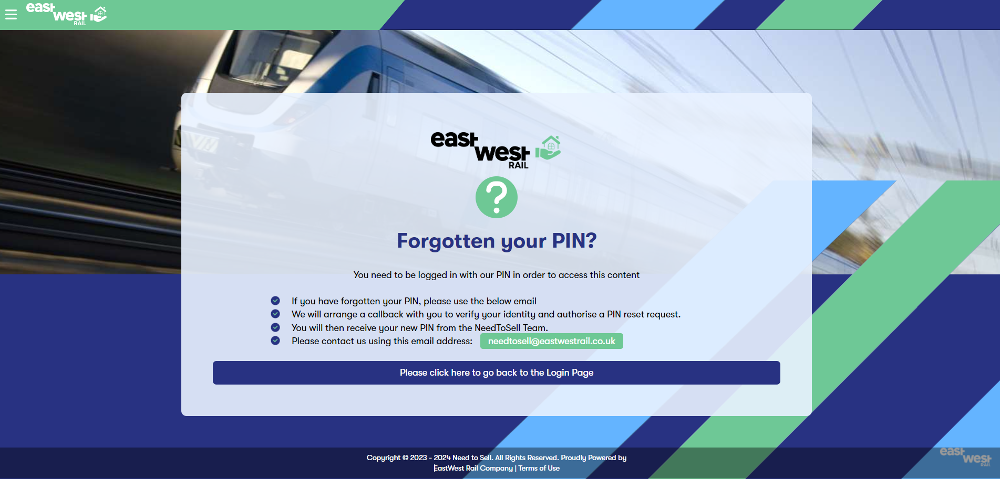 east
west
RAIL
east
west
RAIL
?
Forgotten your PIN?
You need to be logged in with our PIN in order to access this content
If you have forgotten your PIN, please use the below email
We will arrange a callback with you to verify your identity and authorise a PIN reset request.
You will then receive your new PIN from the NeedToSell Team.
Please contact us using this email address: needtosell@eastwestrail.co.uk
Please click here to go back to the Login Page
Copyright © 2023 - 2024 Need to Sell. All Rights Reserved. Proudly Powered by
EastWest Rail Company | Terms of Use
east
west
RAIL